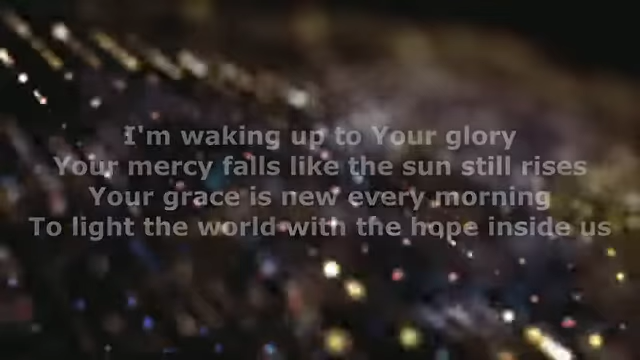 I'm waking up to Your glory
Your mercy falls like the sun still rises
Your grace is new every morning
To light the world with the hope inside us